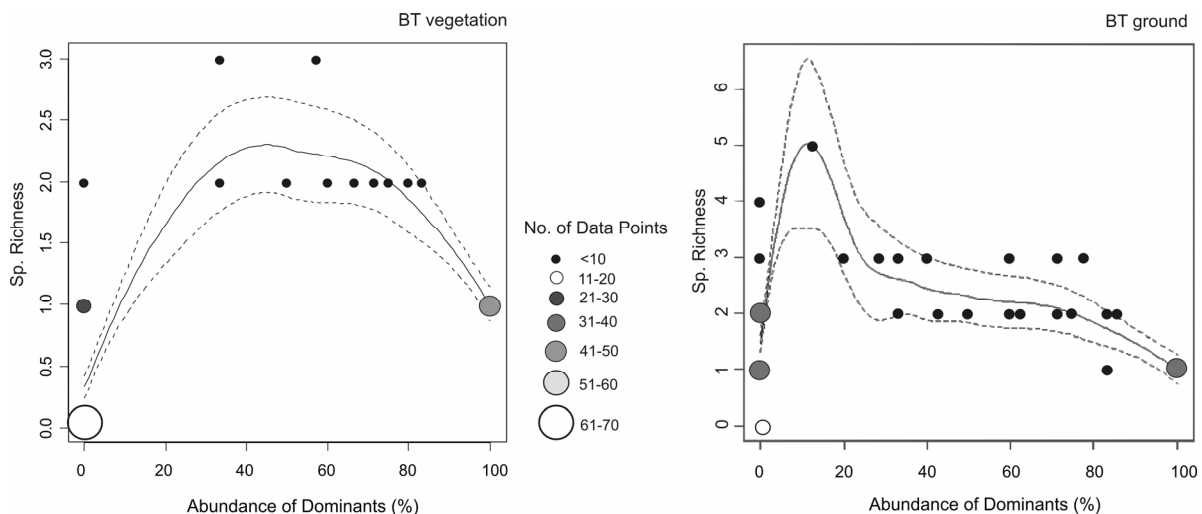 BT vegetation
3.0
2.5
2.0
1.5
1.0
0.5
0.0
Sp. Richness
0 20 40 60 80 100
Abundance of Dominants (%)
No. of Data Points
<10
11-20
21-30
31-40
41-50
51-60
61-70
BT ground
6
5
4
3
2
1
0
Sp. Richness
0 20 40 60 80 100
Abundance of Dominants (%)